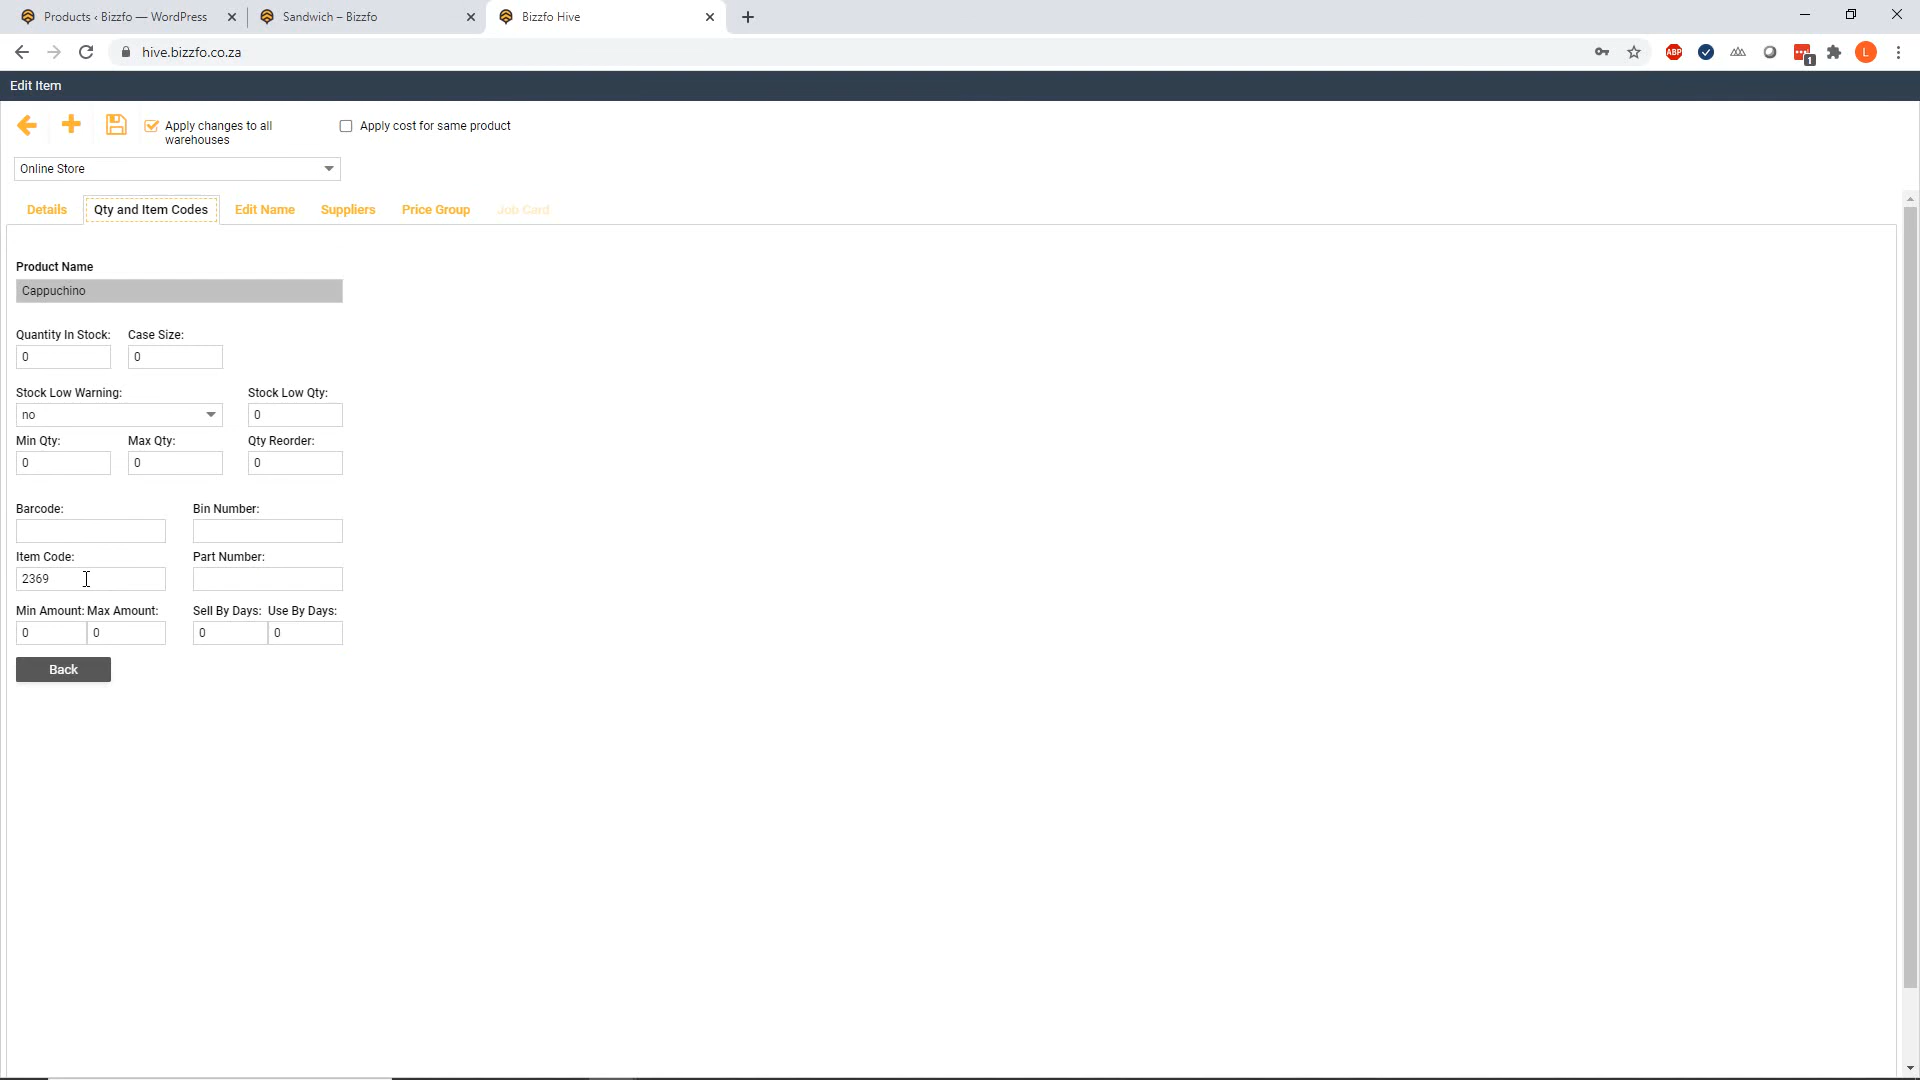 Products ‹ Bizzfo — WordPress
Sandwich – Bizzfo
Bizzfo Hive
hive.bizzfo.co.za
ABP
1
L
Edit Item
Apply changes to all
warehouses
Apply cost for same product
Online Store
Details
Qty and Item Codes
Edit Name
Suppliers
Price Group
Job Card
Product Name
Cappuchino
Quantity In Stock: Case Size:
0 0
Stock Low Warning: Stock Low Qty:
no 0
Min Qty: Max Qty: Qty Reorder:
0 0 0
Barcode: Bin Number:
Item Code: Part Number:
2369
Min Amount: Max Amount: Sell By Days: Use By Days:
0 0 0 0
Back